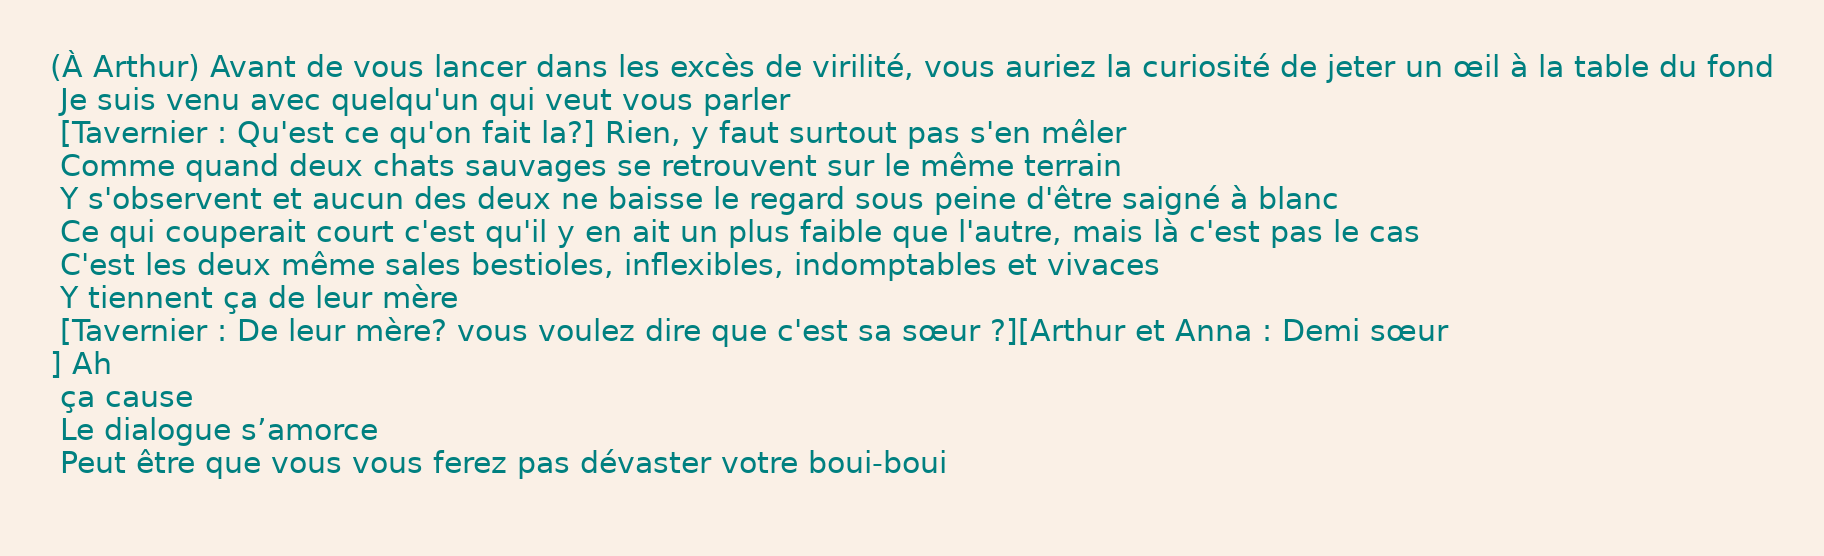 (À Arthur) Avant de vous lancer dans les excès de virilité, vous auriez la curiosité de jeter un œil à la table du fond
Je suis venu avec quelqu'un qui veut vous parler
[Tavernier : Qu'est ce qu'on fait la?] Rien, y faut surtout pas s'en mêler
Comme quand deux chats sauvages se retrouvent sur le même terrain
Y s'observent et aucun des deux ne baisse le regard sous peine d'être saigné à blanc
Ce qui couperait court c'est qu'il y en ait un plus faible que l'autre, mais là c'est pas le cas
C'est les deux même sales bestioles, inflexibles, indomptables et vivaces
Y tiennent ça de leur mère
[Tavernier : De leur mère? vous voulez dire que c'est sa sœur ?][Arthur et Anna : Demi sœur
] Ah
ça cause
Le dialogue s’amorce
Peut être que vous vous ferez pas dévaster votre boui-boui